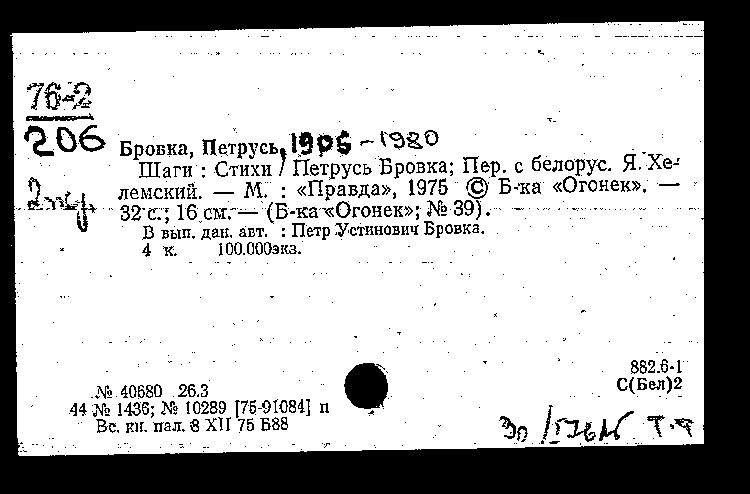 76-2
206
Бровка, Петрусь, 1905 - 1980
Шаги : Стихи / Петрусь Бровка; Пер. с белорус. Я. Хе-
лемский. — М. : «Правда», 1975 © Б-ка «Огонек». —
32 с.; 16 см. — (Б-ка «Огонек»; № 39).
В вып. дан. авт. : Петр Устинович Бровка.
4 к. 100.000экз.
882.6-1
С(Бел)2
№ 40680 26.3
44 № 1436; № 10289 [75-91084] п
Вс. кн. пал. 8 XII 75 Б88